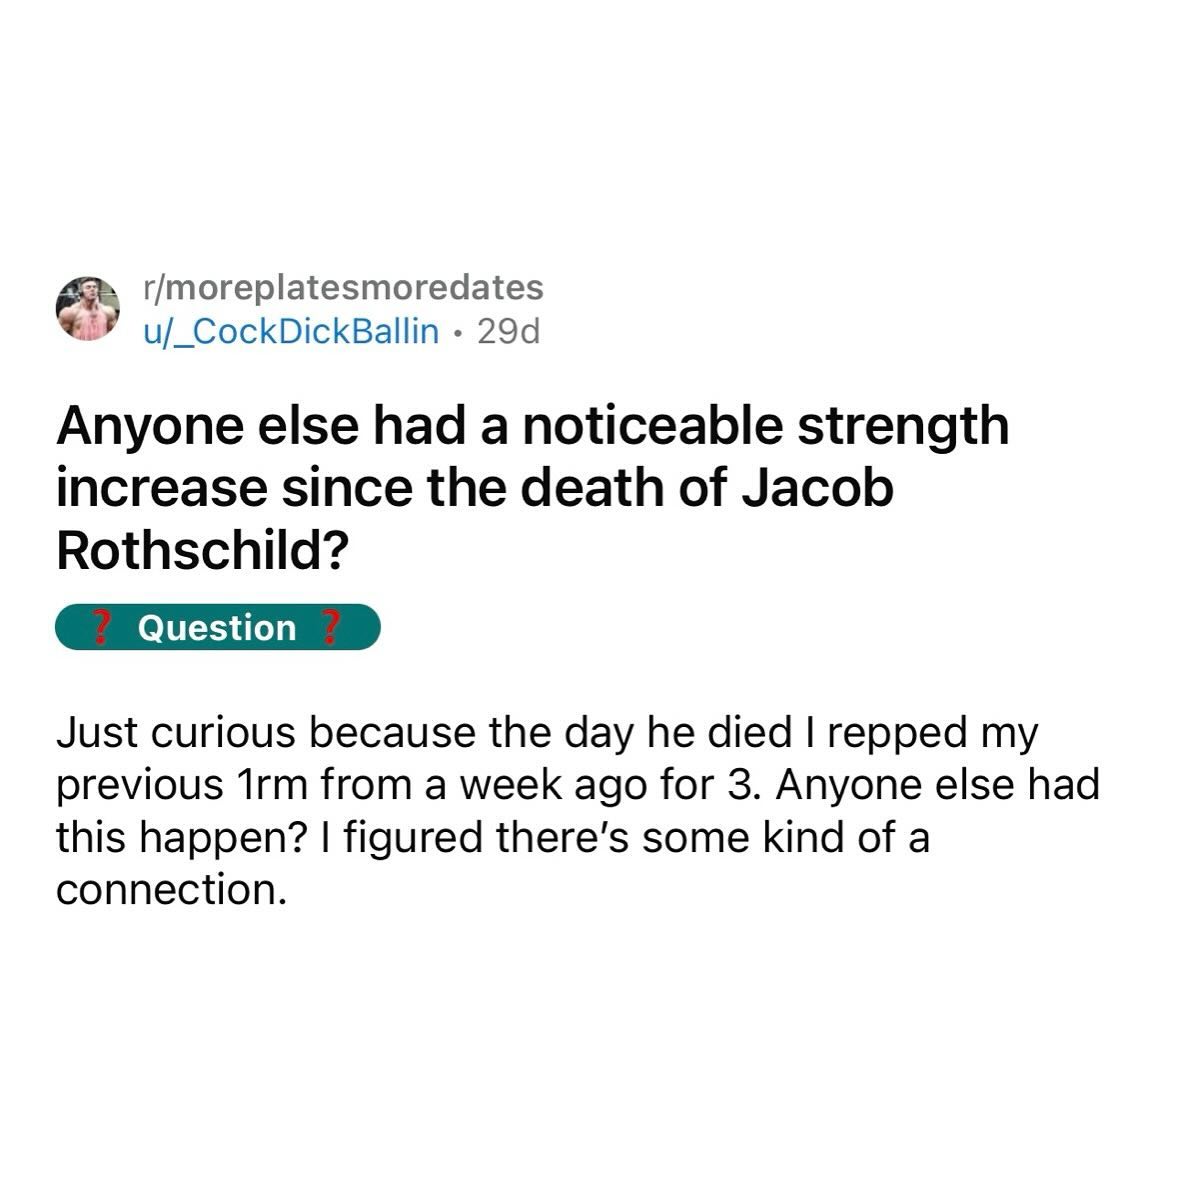 r/moreplatesmoredates
u/_CockDickBallin • 29d
Anyone else had a noticeable strength
increase since the death of Jacob
Rothschild?
❓ Question ❓
Just curious because the day he died I repped my
previous 1rm from a week ago for 3. Anyone else had
this happen? I figured there’s some kind of a
connection.